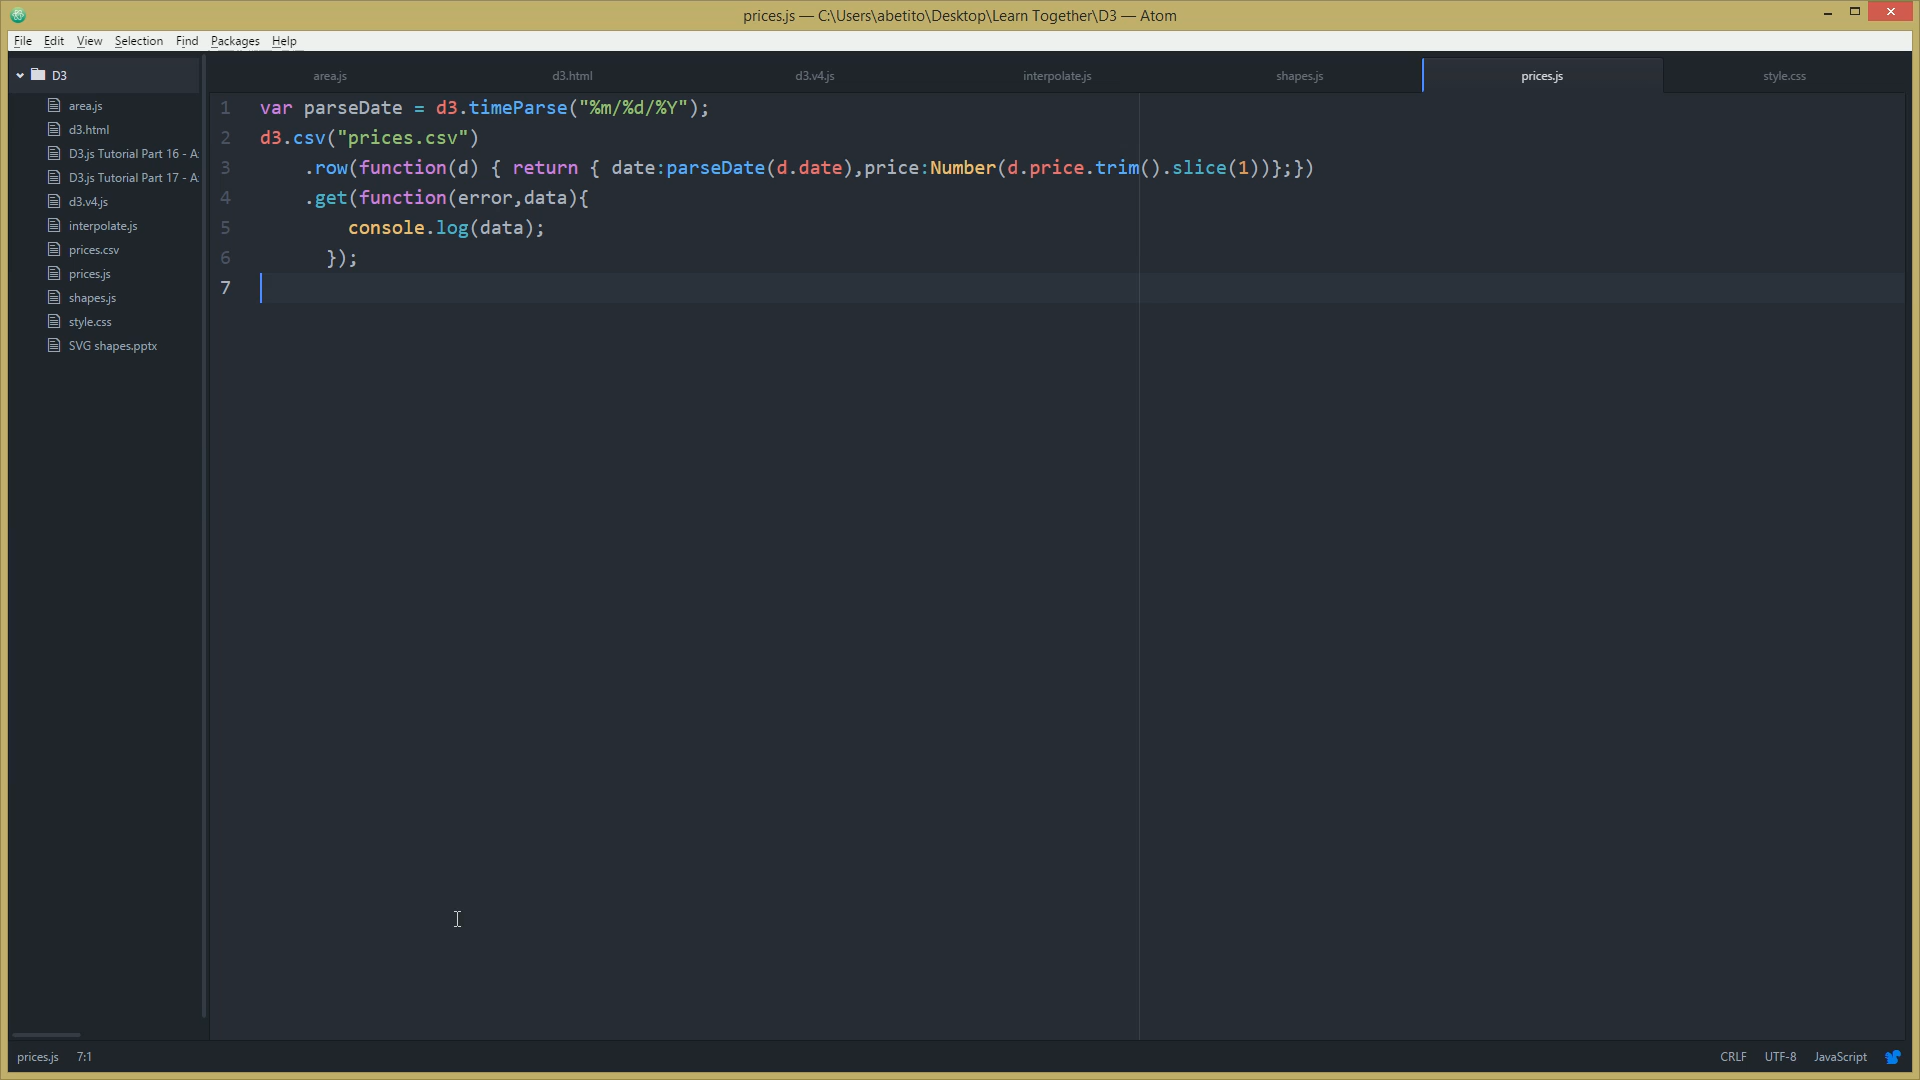 prices.js — C:\Users\abetito\Desktop\Learn Together\D3 — Atom
File Edit View Selection Find Packages Help
D3
area.js
d3.html
D3.js Tutorial Part 16 - A
D3.js Tutorial Part 17 - A
d3.v4.js
interpolate.js
prices.csv
prices.js
shapes.js
style.css
SVG shapes.pptx
area.js d3.html d3.v4.js interpolate.js shapes.js prices.js style.css
1 var parseDate = d3.timeParse("%m/%d/%Y");
2 d3.csv("prices.csv")
3 .row(function(d) { return { date:parseDate(d.date),price:Number(d.price.trim().slice(1))};})
4 .get(function(error,data){
5 console.log(data);
6 });
7
prices.js 7:1 CRLF UTF-8 JavaScript